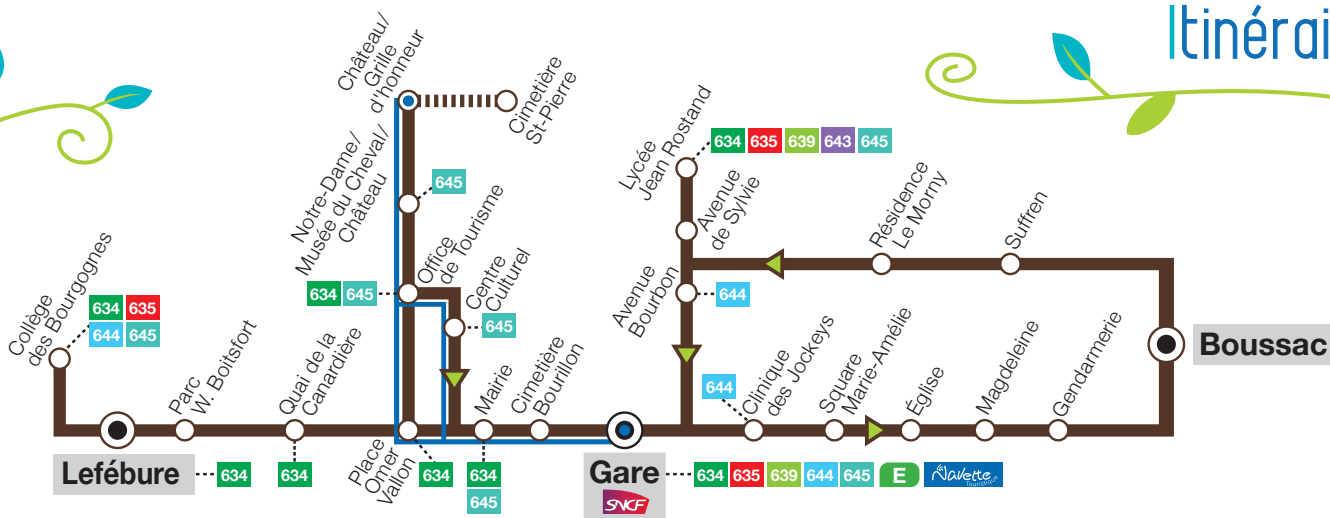 Itinérai
Château/
Grille
d'honneur
Cimetière
St-Pierre
Notre-Dame/
Musée du Cheval/
Château
645
Office
de Tourisme
634 645
Centre
Culturel
645
Collège
des Bourgognes
634 635
644 645
Parc
W. Boitsfort
Quai de la
Canardière
634
Lefébure
634
Place
Omer
Vallon
634
Mairie
634
645
Cimetière
Bourillon
Gare
SNCF
634 635 639 644 645 E Navette
Touristique
Lycée
Jean Rostand
634 635 639 643 645
Avenue
de Sylvie
Avenue
Bourbon
644
Résidence
Le Morny
Suffren
Boussac
644
Clinique
des Jockeys
Square
Marie-Amélie
Église
Magdeleine
Gendarmerie